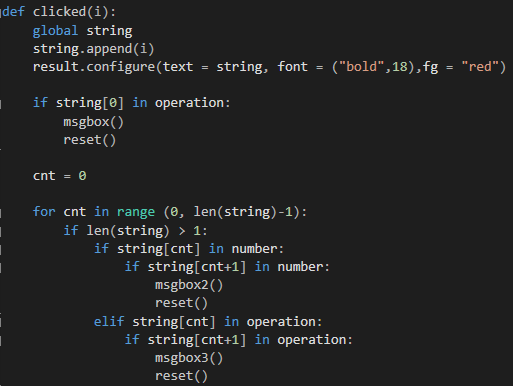 def clicked(i):
    global string
    string.append(i)
    result.configure(text = string, font = ("bold",18),fg = "red")

    if string[0] in operation:
        msgbox()
        reset()

    cnt = 0

    for cnt in range (0, len(string)-1):
        if len(string) > 1:
            if string[cnt] in number:
                if string[cnt+1] in number:
                    msgbox2()
                    reset()
            elif string[cnt] in operation:
                if string[cnt+1] in operation:
                    msgbox3()
                    reset()